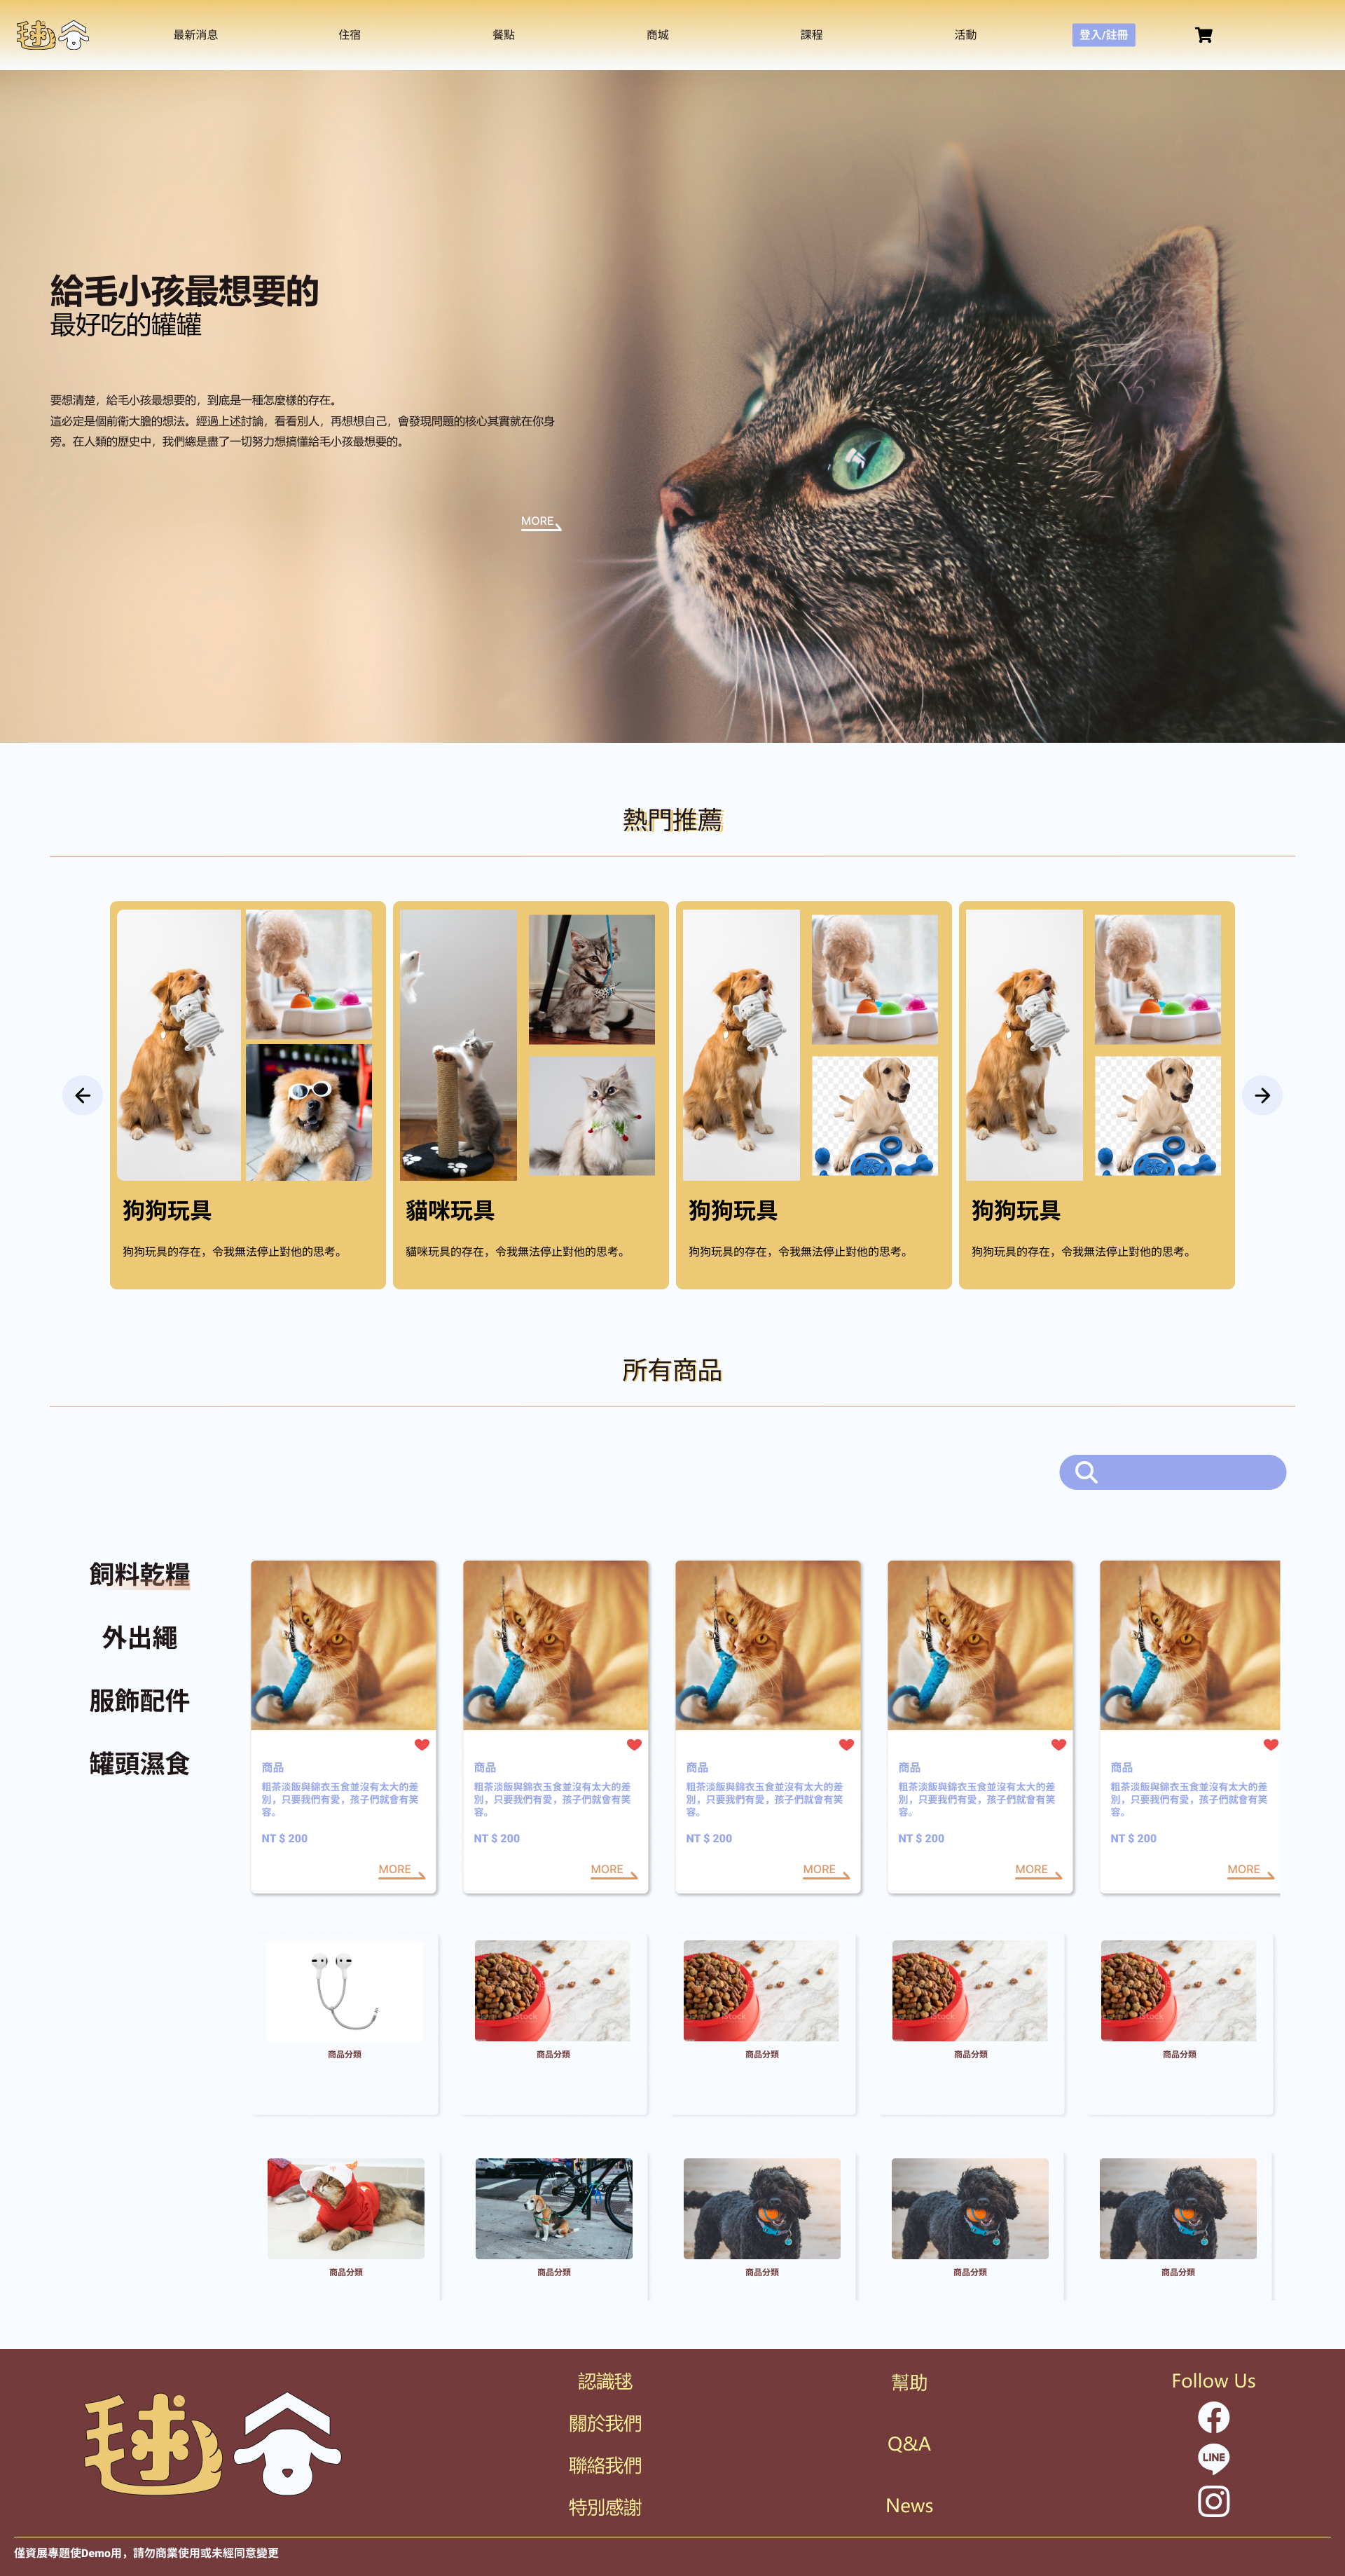 毬舍
最新消息
住宿
餐點
商城
課程
活動
登入/註冊
給毛小孩最想要的
最好吃的罐罐
要想清楚，給毛小孩最想要的，到底是一種怎麼樣的存在。
這必定是個前衛大膽的想法。經過上述討論，看看別人，再想想自己，會發現問題的核心其實就在你身
旁。在人類的歷史中，我們總是盡了一切努力想搞懂給毛小孩最想要的。
MORE
熱門推薦
狗狗玩具
狗狗玩具的存在，令我無法停止對他的思考。
貓咪玩具
貓咪玩具的存在，令我無法停止對他的思考。
狗狗玩具
狗狗玩具的存在，令我無法停止對他的思考。
狗狗玩具
狗狗玩具的存在，令我無法停止對他的思考。
所有商品
飼料乾糧
外出繩
服飾配件
罐頭濕食
商品
粗茶淡飯與錦衣玉食並沒有太大的差
別，只要我們有愛，孩子們就會有笑
容。
NT $ 200
MORE
商品
粗茶淡飯與錦衣玉食並沒有太大的差
別，只要我們有愛，孩子們就會有笑
容。
NT $ 200
MORE
商品
粗茶淡飯與錦衣玉食並沒有太大的差
別，只要我們有愛，孩子們就會有笑
容。
NT $ 200
MORE
商品
粗茶淡飯與錦衣玉食並沒有太大的差
別，只要我們有愛，孩子們就會有笑
容。
NT $ 200
MORE
商品
粗茶淡飯與錦衣玉食並沒有太大的差
別，只要我們有愛，孩子們就會有笑
容。
NT $ 200
MORE
商品分類
iStock
商品分類
iStock
商品分類
iStock
商品分類
iStock
商品分類
商品分類
商品分類
商品分類
商品分類
商品分類
毬舍
認識毬
關於我們
聯絡我們
特別感謝
幫助
Q&A
News
Follow Us
LINE
僅資展專題使Demo用，請勿商業使用或未經同意變更